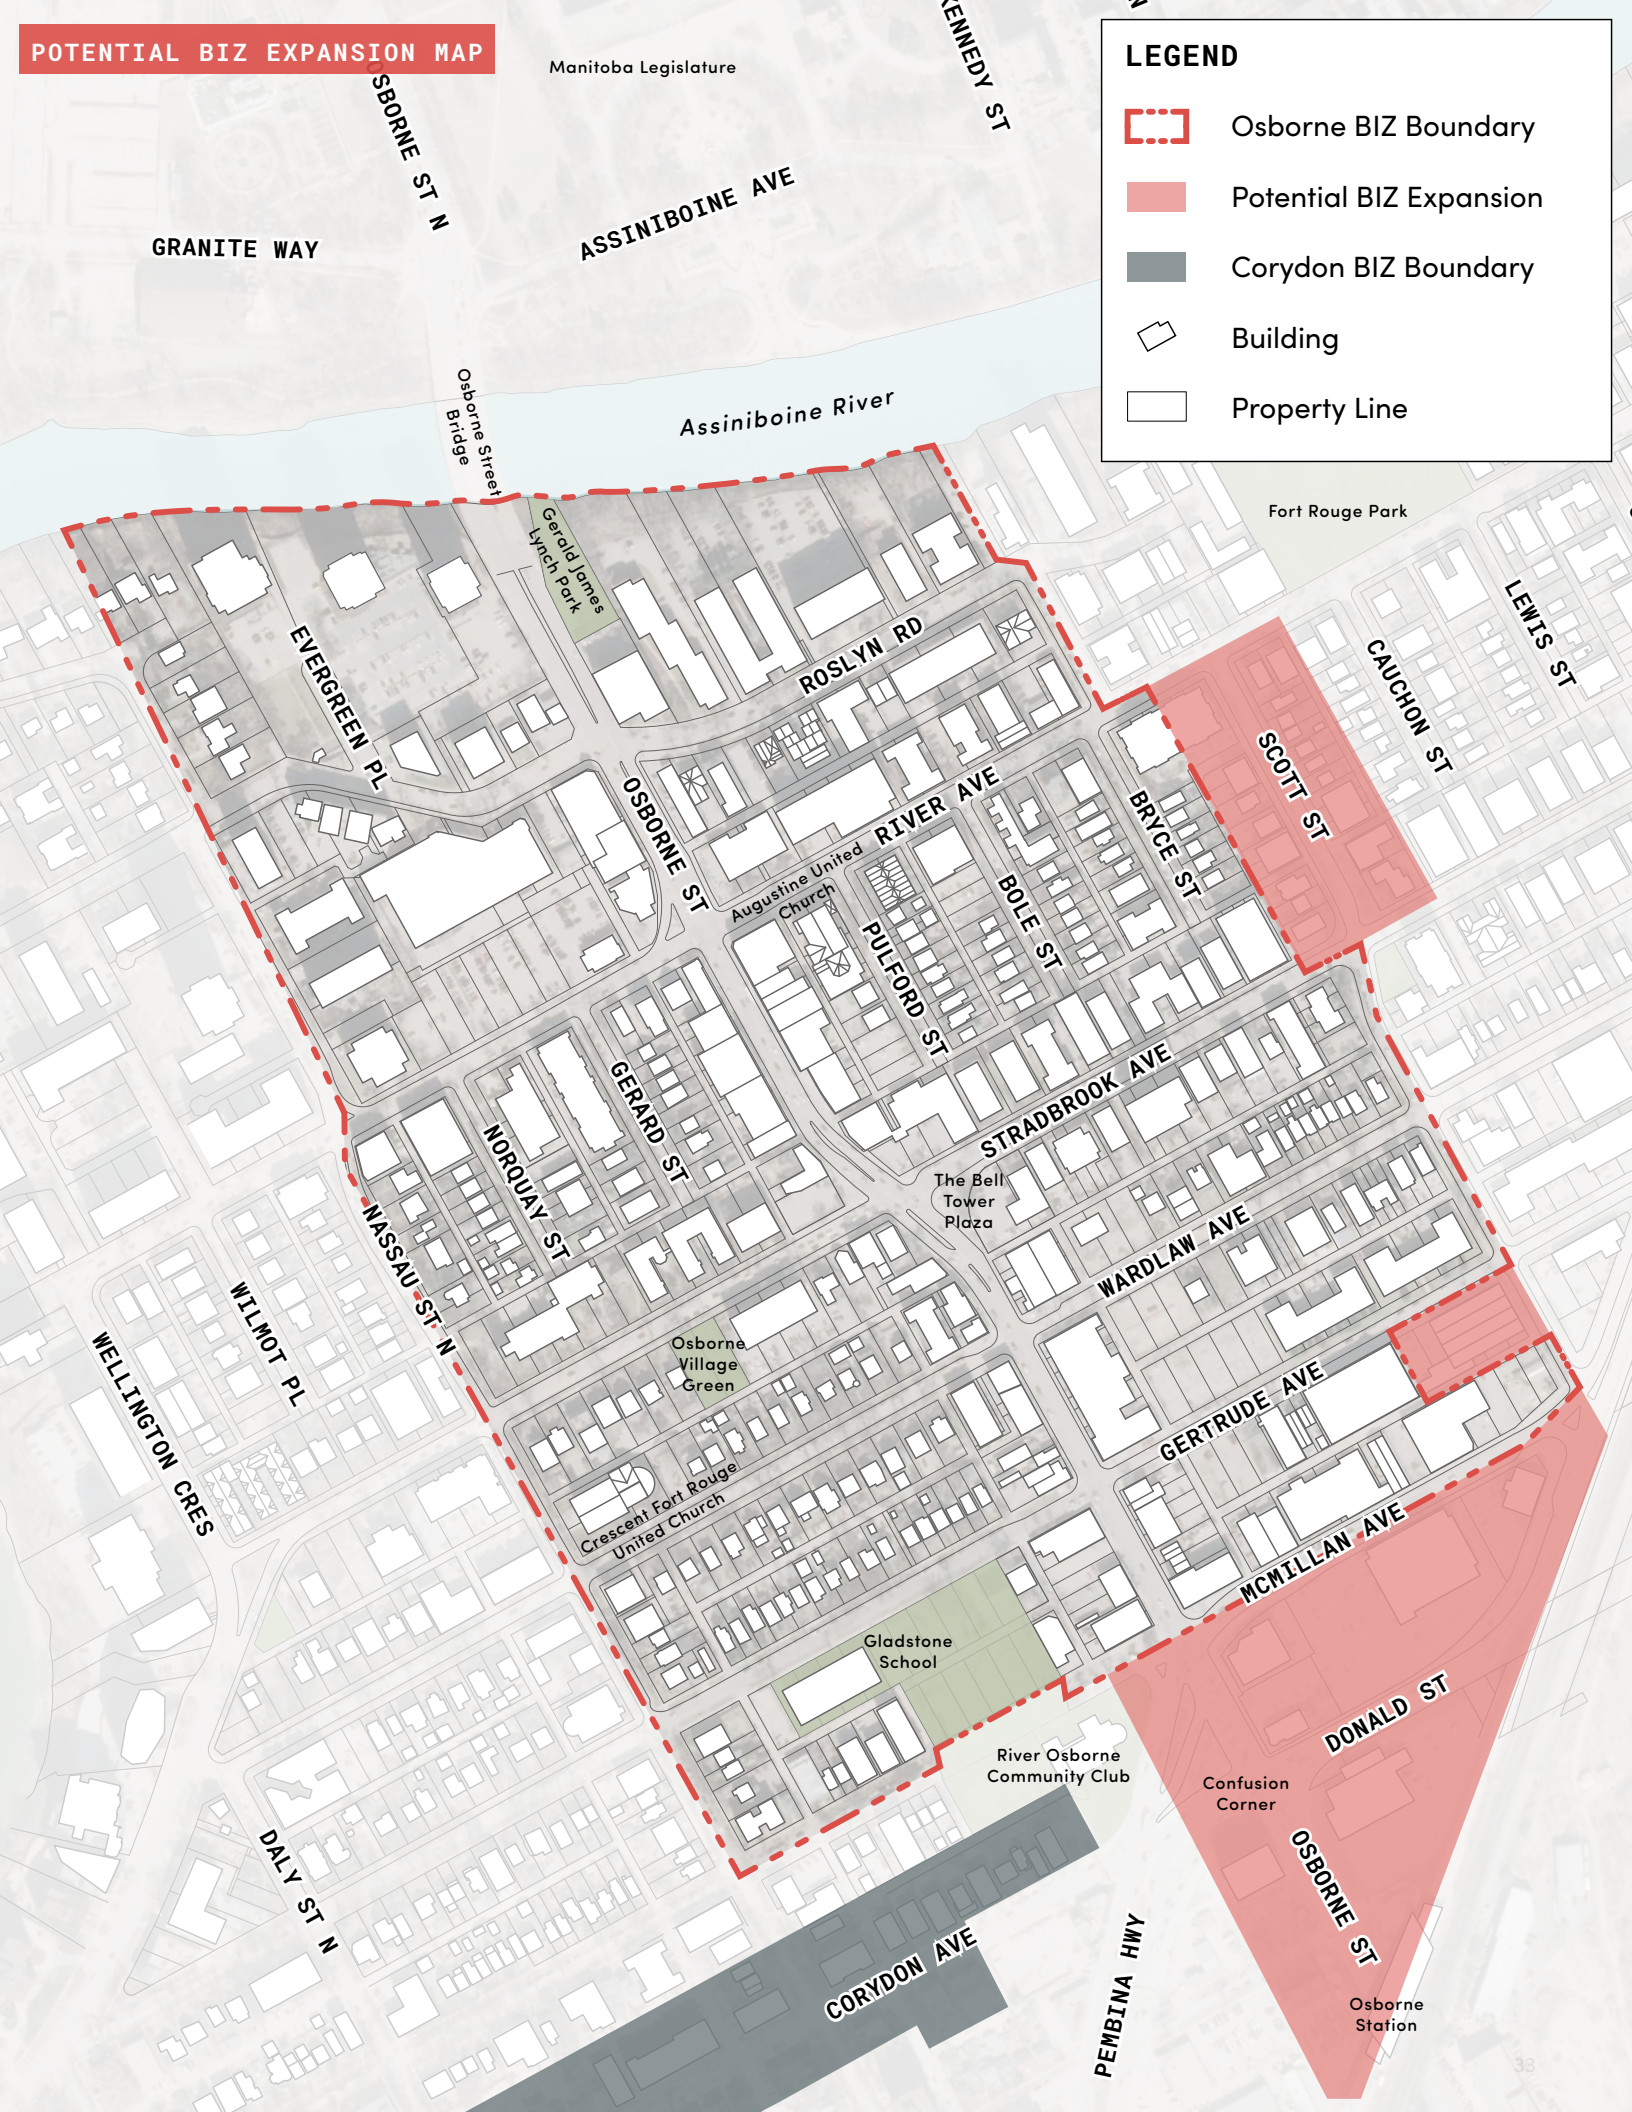 POTENTIAL BIZ EXPANSION MAP
Manitoba Legislature
KENNEDY ST
N
LEGEND
Osborne BIZ Boundary
Potential BIZ Expansion
Corydon BIZ Boundary
Building
Property Line
OSBORNE ST N
GRANITE WAY
ASSINIBOINE AVE
Osborne Street
Bridge
Assiniboine River
Fort Rouge Park
Gerald James
Lynch Park
EVERGREEN PL
ROSLYN RD
LEWIS ST
CAUCHON ST
SCOTT ST
OSBORNE ST
RIVER AVE
BRYCE ST
Augustine United
Church
BOLE ST
PULFORD ST
GERARD ST
NORQUAY ST
STRADBROOK AVE
The Bell
Tower
Plaza
NASSAU ST N
WARDLAW AVE
WILMOT PL
WELLINGTON CRES
Osborne
Village
Green
GERTRUDE AVE
Crescent Fort Rouge
United Church
MCMILLAN AVE
Gladstone
School
DONALD ST
River Osborne
Community Club
Confusion
Corner
DALY ST N
OSBORNE ST
CORYDON AVE
PEMBINA HWY
Osborne
Station
33